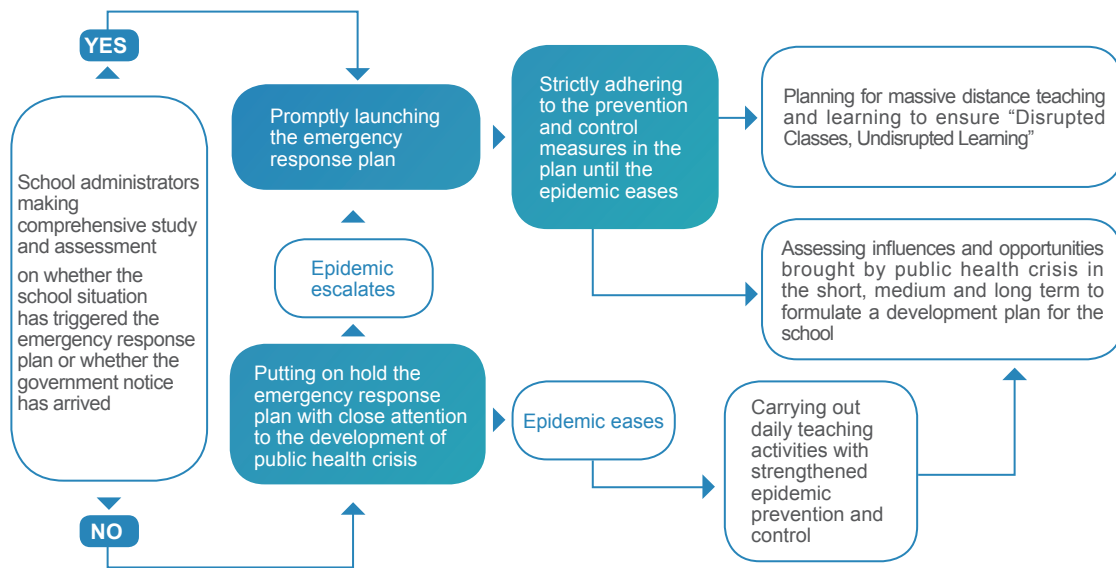 YES
School administrators
making
comprehensive study
and assessment
on whether the
school situation
has triggered the
emergency response
plan or whether the
government notice
has arrived
NO
Promptly launching
the emergency
response plan
Epidemic
escalates
Putting on hold the
emergency response
plan with close attention
to the development of
public health crisis
Strictly adhering
to the prevention
and control
measures in the
plan until the
epidemic eases
Epidemic eases
Planning for massive distance teaching
and learning to ensure “Disrupted
Classes, Undisrupted Learning”
Assessing influences and opportunities
brought by public health crisis in
the short, medium and long term to
formulate a development plan for the
school
Carrying out
daily teaching
activities with
strengthened
epidemic
prevention and
control